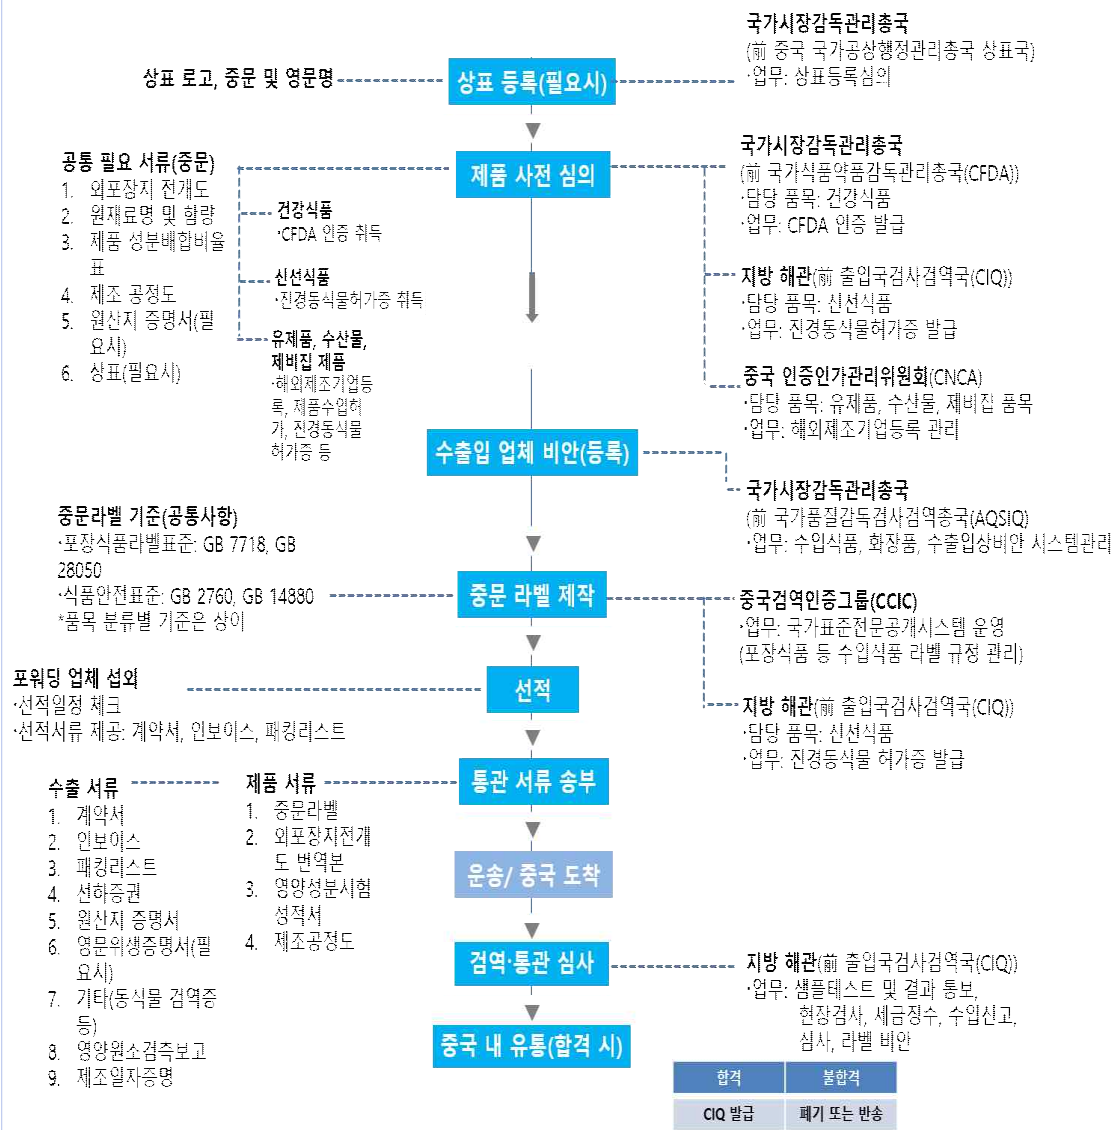 국가시장감독관리총국
(前 중국 국가공상행정관리총국 상표국)
·업무: 상표등록심의
상표 로고, 중문 및 영문명
상표 등록(필요시)
공통 필요 서류(중문)
1. 외포장지 전개도
2. 원재료명 및 함량
3. 제품 성분배합비율
표
4. 제조 공정도
5. 원산지 증명서(필
요시)
6. 상표(필요시)
건강식품
·CFDA 인증 취득
신선식품
·진경동식물허가증 취득
유제품, 수산물,
제비집 제품
·해외제조기업등
록, 제품수입허
가, 진경동식물
허가증 등
제품 사전 심의
국가시장감독관리총국
(前 국가식품약품감독관리총국(CFDA))
·담당 품목: 건강식품
·업무: CFDA 인증 발급
지방 해관(前 출입국검사검역국(CIQ))
·담당 품목: 신선식품
·업무: 진경동식물허가증 발급
중국 인증인가관리위원회(CNCA)
·담당 품목: 유제품, 수산물, 제비집 품목
·업무: 해외제조기업등록 관리
수출입 업체 비안(등록)
국가시장감독관리총국
(前 국가품질감독검사검역총국(AQSIQ)
·업무: 수입식품, 화장품, 수출입상비안 시스템관리
중문라벨 기준(공통사항)
·포장식품라벨표준: GB 7718, GB
28050
·식품안전표준: GB 2760, GB 14880
*품목 분류별 기준은 상이
중문 라벨 제작
중국검역인증그룹(CCIC)
·업무: 국가표준전문공개시스템 운영
(포장식품 등 수입식품 라벨 규정 관리)
지방 해관(前 출입국검사검역국(CIQ))
·담당 품목: 신선식품
·업무: 진경동식물 허가증 발급
포워딩 업체 섭외
·선적일정 체크
·선적서류 제공: 계약서, 인보이스, 패킹리스트
선적
수출 서류
1. 계약서
2. 인보이스
3. 패킹리스트
4. 선하증권
5. 원산지 증명서
6. 영문위생증명서(필
요시)
7. 기타(동식물 검역증
등)
8. 영양원소검측보고
9. 제조일자증명
제품 서류
1. 중문라벨
2. 외포장지전개
도 번역본
3. 영양성분시험
성적서
4. 제조공정도
통관 서류 송부
운송/ 중국 도착
검역·통관 심사
지방 해관(前 출입국검사검역국(CIQ))
·업무: 샘플테스트 및 결과 통보,
현장검사, 세금징수, 수입신고,
심사, 라벨 비안
중국 내 유통(합격 시)
합격 불합격
CIQ 발급 폐기 또는 반송